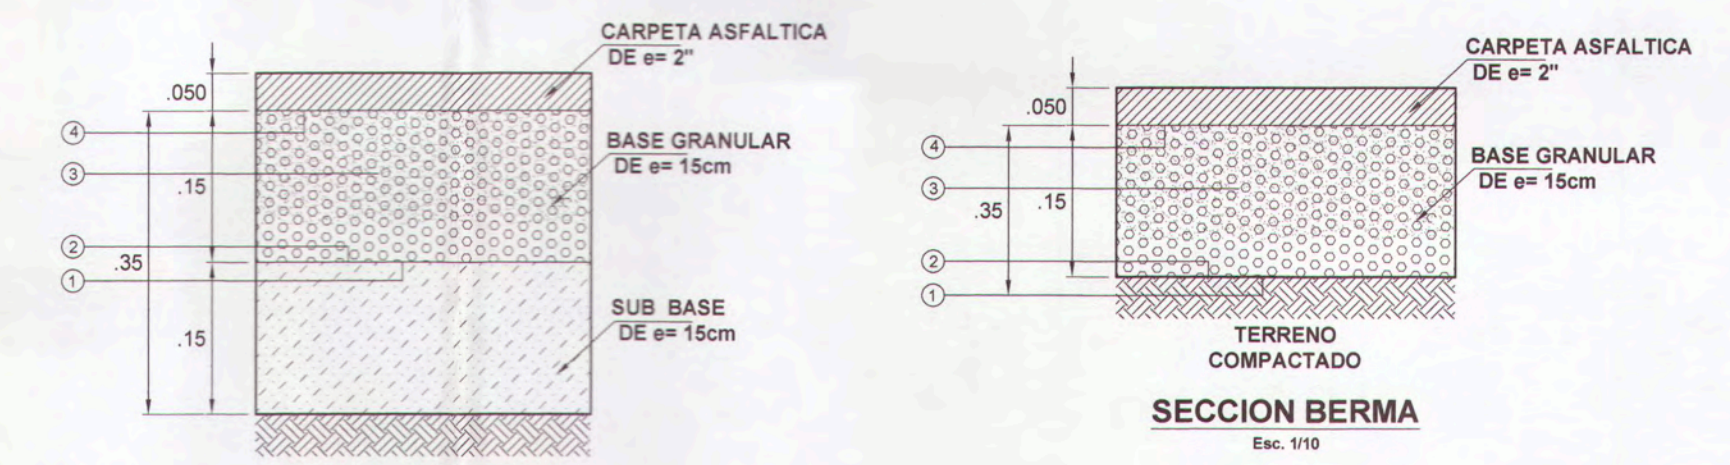 CARPETA ASFALTICA
DE e= 2"
.050
4
BASE GRANULAR
DE e= 15cm
3
.15
2
.35
1
SUB BASE
DE e= 15cm
.15
CARPETA ASFALTICA
DE e= 2"
.050
4
BASE GRANULAR
DE e= 15cm
3
.35
.15
2
1
TERRENO
COMPACTADO
SECCION BERMA
Esc. 1/10